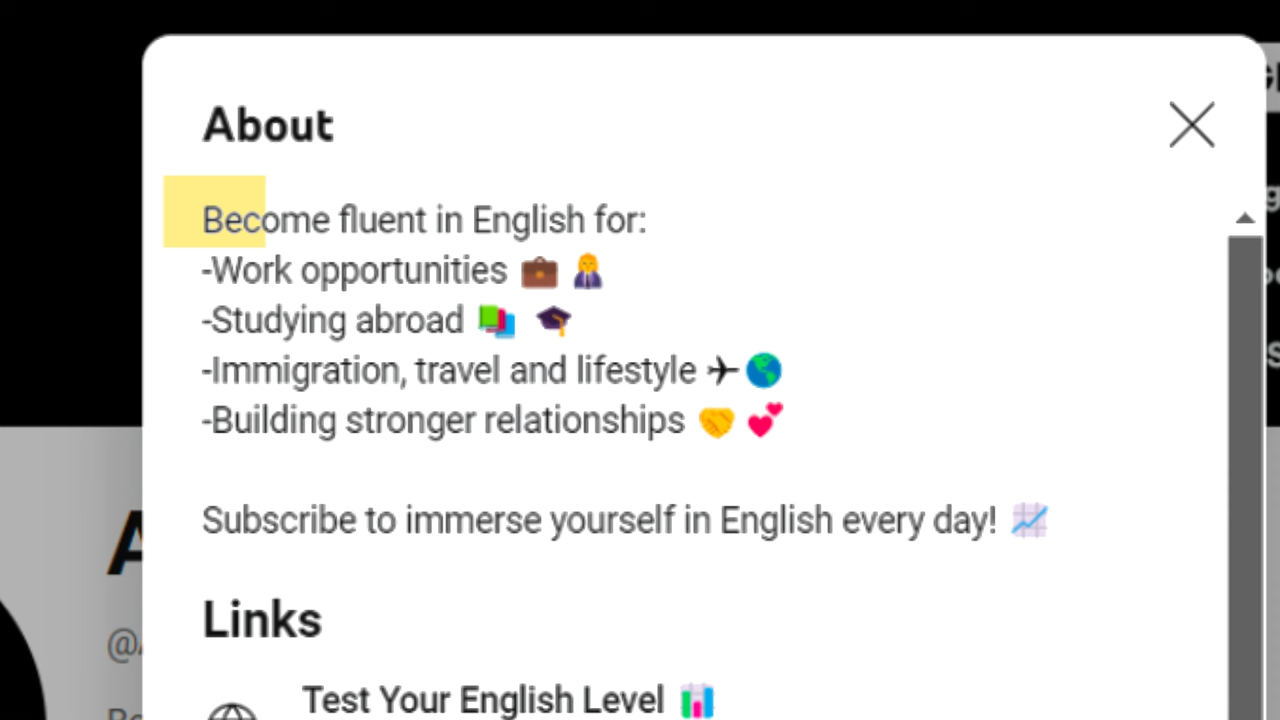 About
Become fluent in English for:
-Work opportunities 💼 👩‍💼
-Studying abroad 📚 🎓
-Immigration, travel and lifestyle ✈🌎
-Building stronger relationships 🤝 💕
Subscribe to immerse yourself in English every day! 📈
Links
Test Your English Level 📊